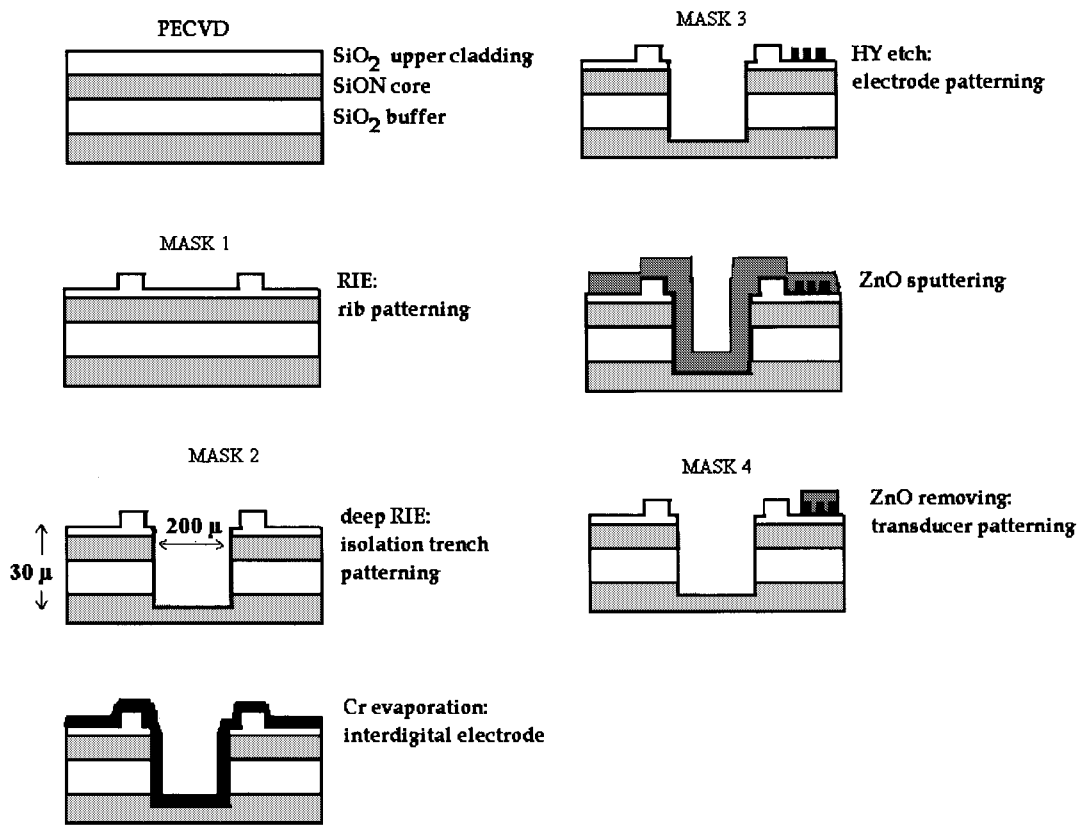 PECVD
SiO2 upper cladding
SiON core
SiO2 buffer
MASK 1
RIE:
rib patterning
MASK 2
200 μ
30 μ
deep RIE:
isolation trench
patterning
Cr evaporation:
interdigital electrode
MASK 3
HY etch:
electrode patterning
ZnO sputtering
MASK 4
ZnO removing:
transducer patterning